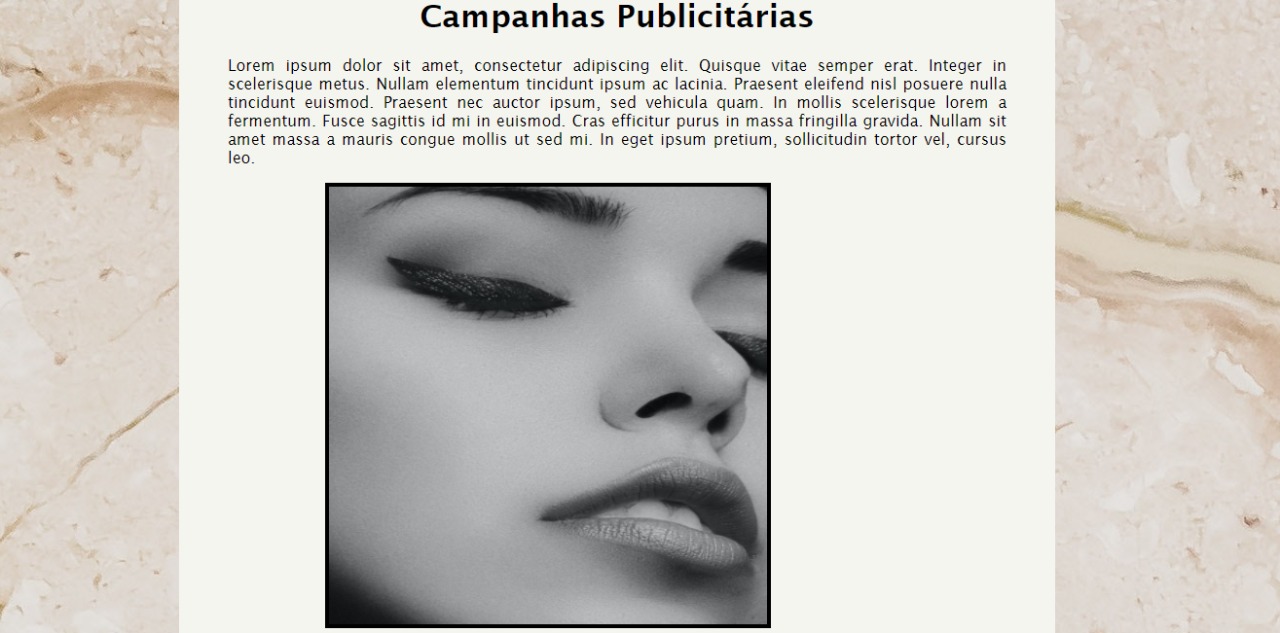 Campanhas Publicitárias
Lorem ipsum dolor sit amet, consectetur adipiscing elit. Quisque vitae semper erat. Integer in
scelerisque metus. Nullam elementum tincidunt ipsum ac lacinia. Praesent eleifend nisl posuere nulla
tincidunt euismod. Praesent nec auctor ipsum, sed vehicula quam. In mollis scelerisque lorem a
fermentum. Fusce sagittis id mi in euismod. Cras efficitur purus in massa fringilla gravida. Nullam sit
amet massa a mauris congue mollis ut sed mi. In eget ipsum pretium, sollicitudin tortor vel, cursus
leo.